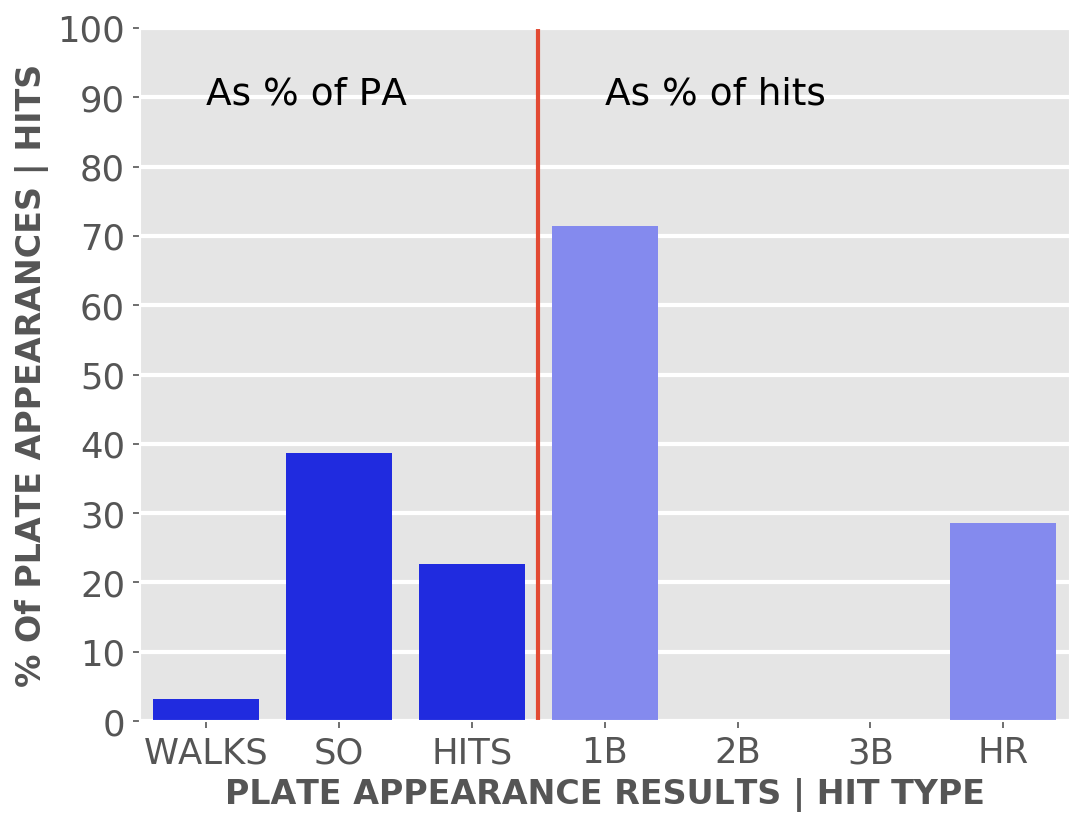 As % of PA
As % of hits
% Of PLATE APPEARANCES | HITS
100
90
80
70
60
50
40
30
20
10
0
WALKS SO HITS 1B 2B 3B HR
PLATE APPEARANCE RESULTS | HIT TYPE